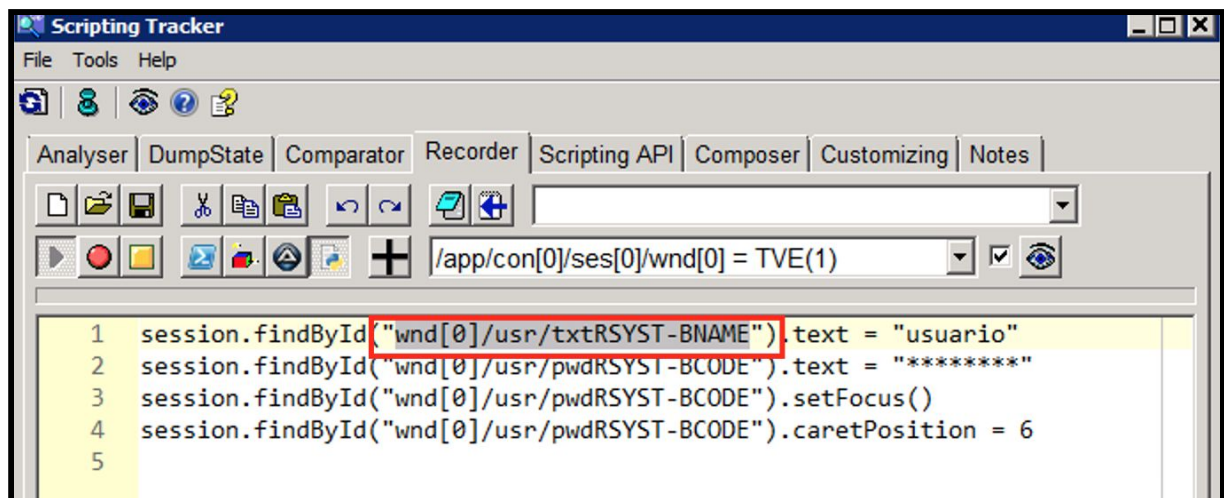 Scripting Tracker
File Tools Help
Analyser DumpState Comparator Recorder Scripting API Composer Customizing Notes
/app/con[0]/ses[0]/wnd[0] = TVE(1)
1 session.findById("wnd[0]/usr/txtRSYST-BNAME").text = "usuario"
2 session.findById("wnd[0]/usr/pwdRSYST-BCODE").text = "********"
3 session.findById("wnd[0]/usr/pwdRSYST-BCODE").setFocus()
4 session.findById("wnd[0]/usr/pwdRSYST-BCODE").caretPosition = 6
5